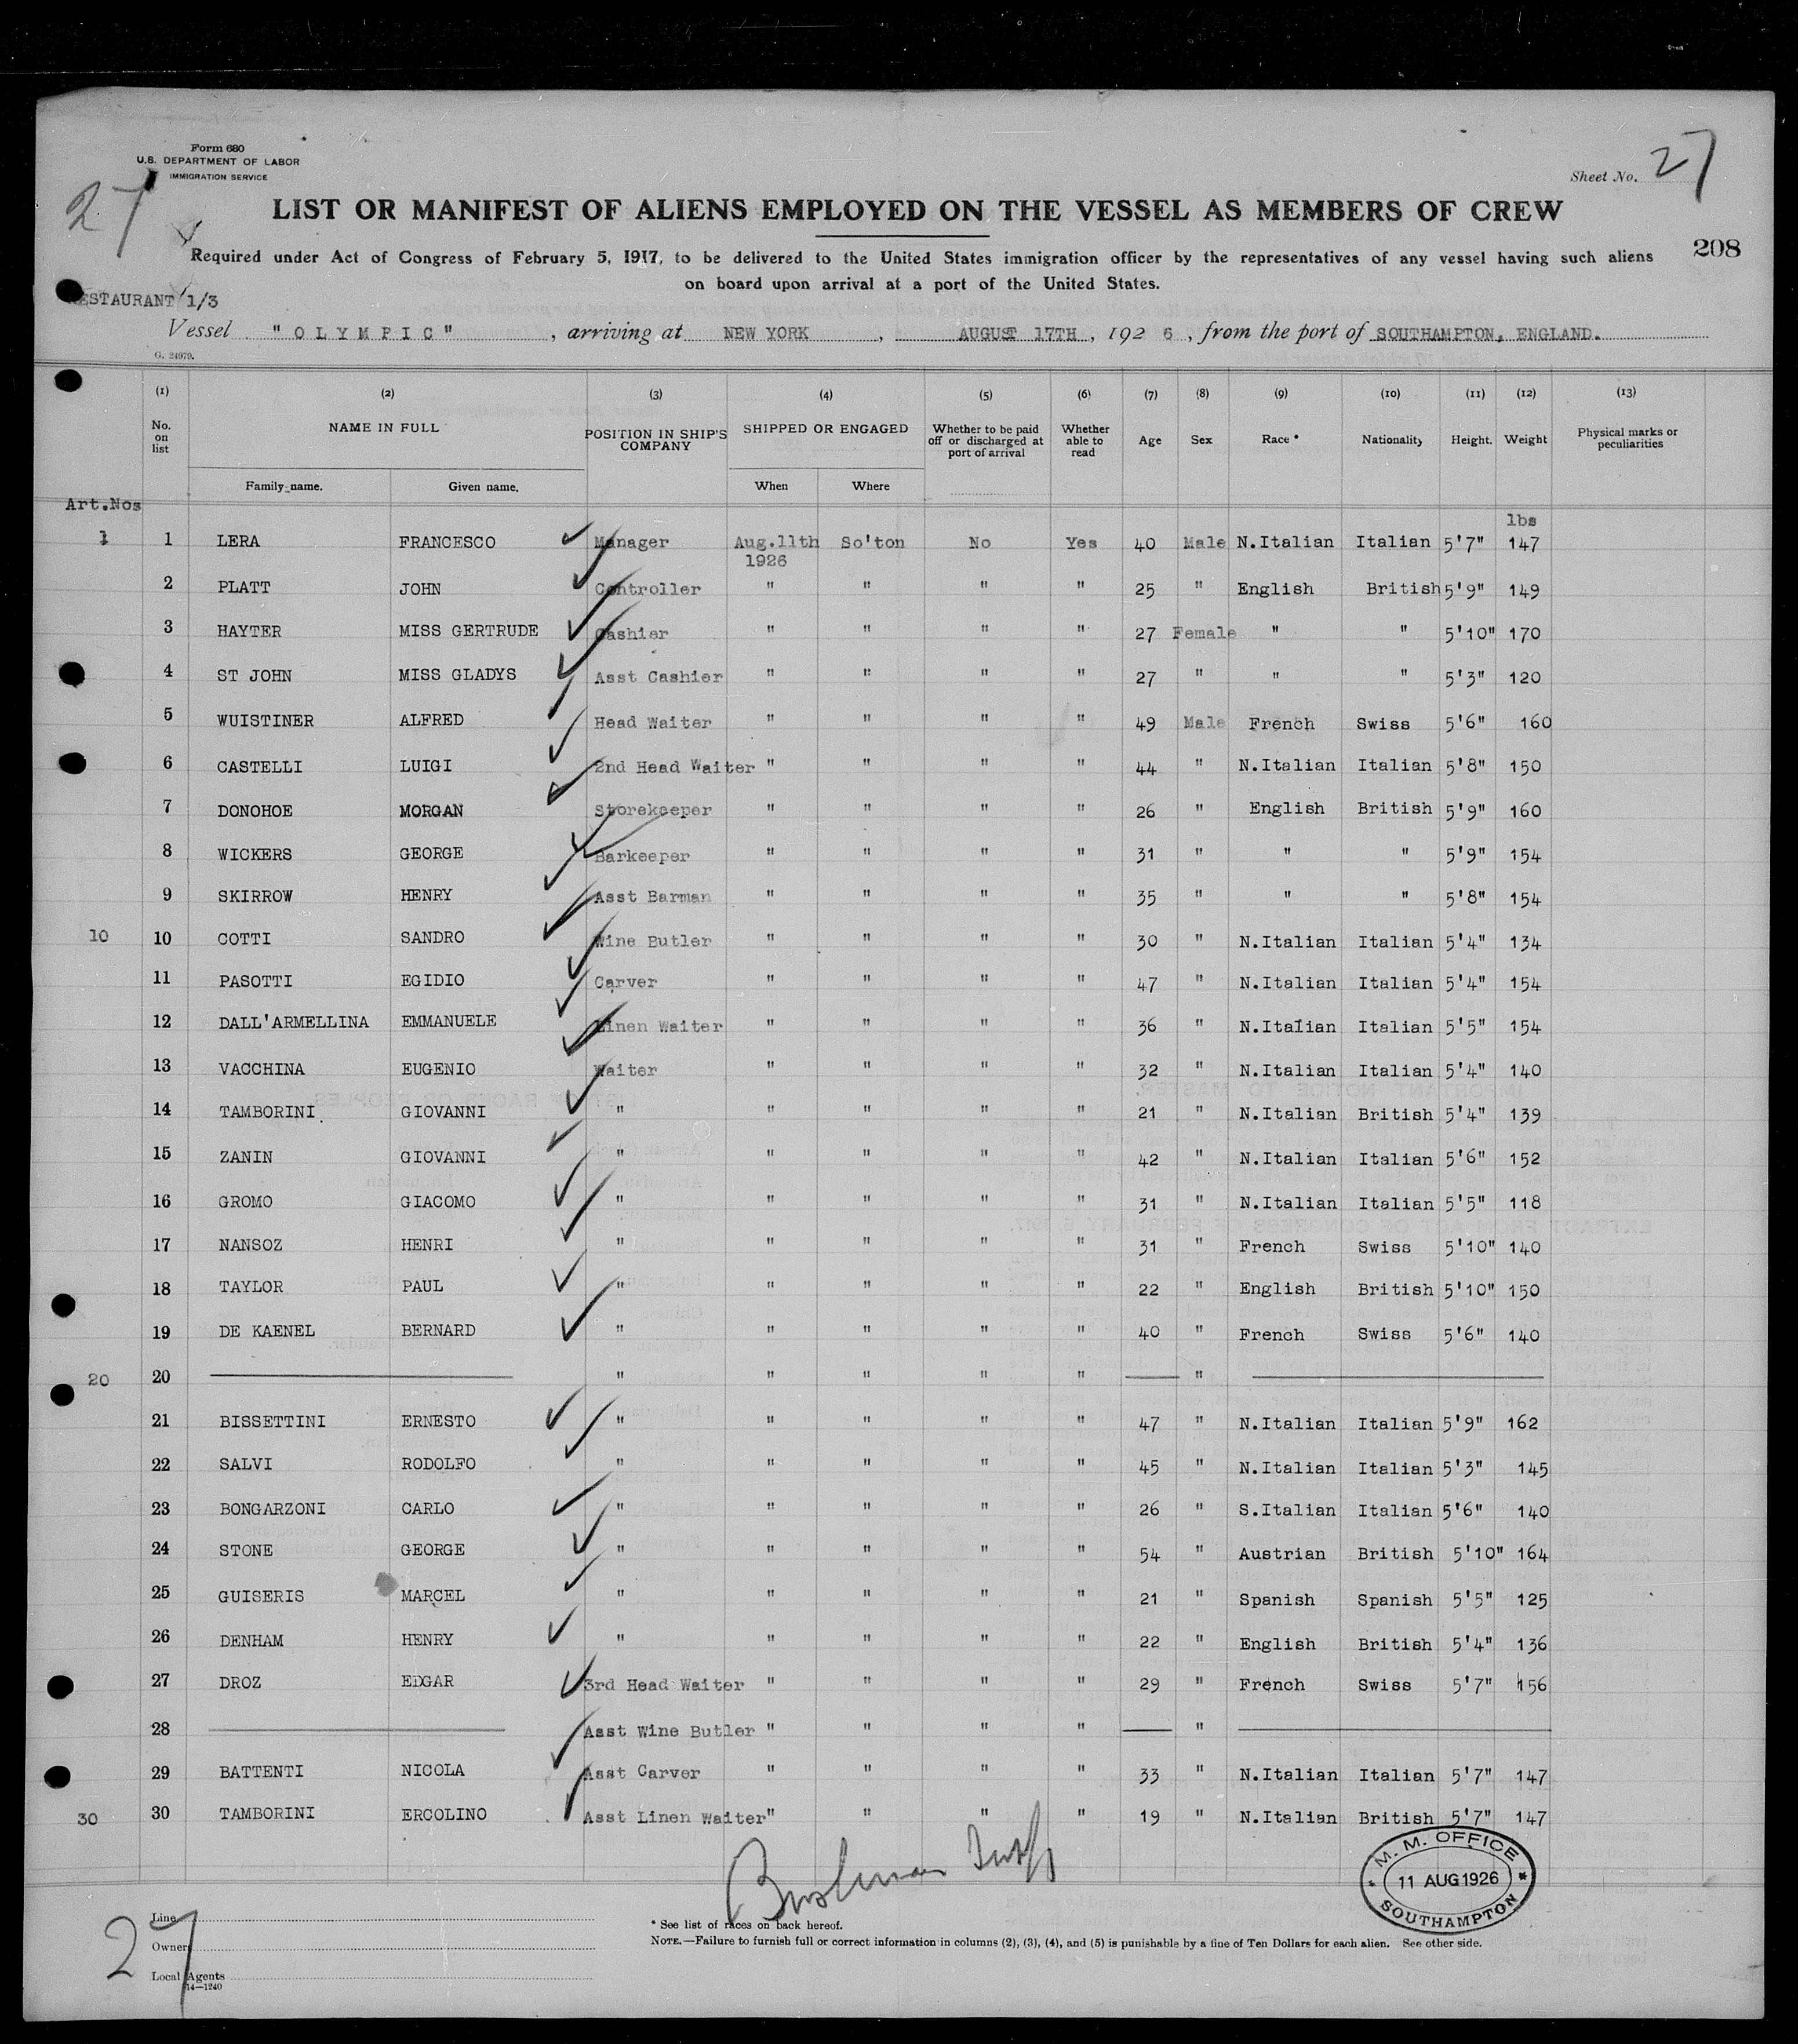 Form 680
U.S. DEPARTMENT OF LABOR
IMMIGRATION SERVICE
27
Sheet No. 27
LIST OR MANIFEST OF ALIENS EMPLOYED ON THE VESSEL AS MEMBERS OF CREW
208
Required under Act of Congress of February 5, 1917, to be delivered to the United States immigration officer by the representatives of any vessel having such aliens
on board upon arrival at a port of the United States.
ESTAURANT 1/3
Vessel "OLYMPIC", arriving at NEW YORK, AUGUST 17TH, 192 6, from the port of SOUTHAMPTON, ENGLAND.
G. 24979.
(1) (2) (3) (4) (5) (6) (7) (8) (9) (10) (11) (12) (13)
No. on list NAME IN FULL POSITION IN SHIP'S COMPANY SHIPPED OR ENGAGED Whether to be paid off or discharged at port of arrival Whether able to read Age Sex Race * Nationality Height. Weight Physical marks or peculiarities
Family name. Given name. When Where
Art.Nos
lbs
1 1 LERA FRANCESCO Manager Aug.11th 1926 So'ton No Yes 40 Male N.Italian Italian 5'7" 147
2 PLATT JOHN Controller " " " " 25 " English British 5'9" 149
3 HAYTER MISS GERTRUDE Cashier " " " " 27 Female " " 5'10" 170
4 ST JOHN MISS GLADYS Asst Cashier " " " " 27 " " " 5'3" 120
5 WUISTINER ALFRED Head Waiter " " " " 49 Male French Swiss 5'6" 160
6 CASTELLI LUIGI 2nd Head Waiter " " " " 44 " N.Italian Italian 5'8" 150
7 DONOHOE MORGAN Storekeeper " " " " 26 " English British 5'9" 160
8 WICKERS GEORGE Barkeeper " " " " 31 " " " 5'9" 154
9 SKIRROW HENRY Asst Barman " " " " 35 " " " 5'8" 154
10 10 COTTI SANDRO Wine Butler " " " " 30 " N.Italian Italian 5'4" 134
11 PASOTTI EGIDIO Carver " " " " 47 " N.Italian Italian 5'4" 154
12 DALL'ARMELLINA EMMANUELE Linen Waiter " " " " 36 " N.Italian Italian 5'5" 154
13 VACCHINA EUGENIO Waiter " " " " 32 " N.Italian Italian 5'4" 140
14 TAMBORINI GIOVANNI " " " " " 21 " N.Italian British 5'4" 139
15 ZANIN GIOVANNI " " " " " 42 " N.Italian Italian 5'6" 152
16 GROMO GIACOMO " " " " " 31 " N.Italian Italian 5'5" 118
17 NANSOZ HENRI " " " " " 31 " French Swiss 5'10" 140
18 TAYLOR PAUL " " " " " 22 " English British 5'10" 150
19 DE KAENEL BERNARD " " " " " 40 " French Swiss 5'6" 140
20 20 " " " " " "
21 BISSETTINI ERNESTO " " " " " 47 " N.Italian Italian 5'9" 162
22 SALVI RODOLFO " " " " " 45 " N.Italian Italian 5'3" 145
23 BONGARZONI CARLO " " " " " 26 " S.Italian Italian 5'6" 140
24 STONE GEORGE " " " " " 54 " Austrian British 5'10" 164
25 GUISERIS MARCEL " " " " " 21 " Spanish Spanish 5'5" 125
26 DENHAM HENRY " " " " " 22 " English British 5'4" 136
27 DROZ EDGAR 3rd Head Waiter " " " " 29 " French Swiss 5'7" 156
28 Asst Wine Butler " " " " "
29 BATTENTI NICOLA Asst Carver " " " " 33 " N.Italian Italian 5'7" 147
30 30 TAMBORINI ERCOLINO Asst Linen Waiter " " " " 19 " N.Italian British 5'7" 147
M. M. OFFICE
11 AUG 1926
SOUTHAMPTON
27
Line
Owner
Local Agents
14—1240
* See list of races on back hereof.
NOTE.—Failure to furnish full or correct information in columns (2), (3), (4), and (5) is punishable by a fine of Ten Dollars for each alien. See other side.